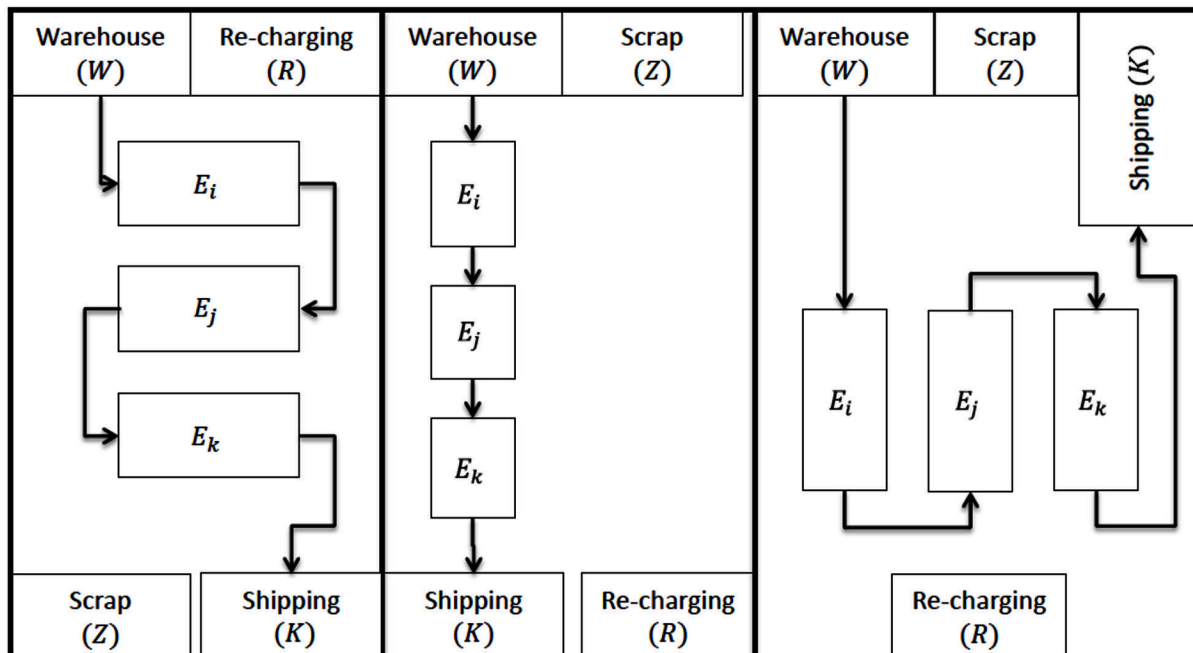 Warehouse
(W)
Re-charging
(R)
E_i
E_j
E_k
Scrap
(Z)
Shipping
(K)
Warehouse
(W)
Scrap
(Z)
E_i
E_j
E_k
Shipping
(K)
Re-charging
(R)
Warehouse
(W)
Scrap
(Z)
Shipping (K)
E_i
E_j
E_k
Re-charging
(R)